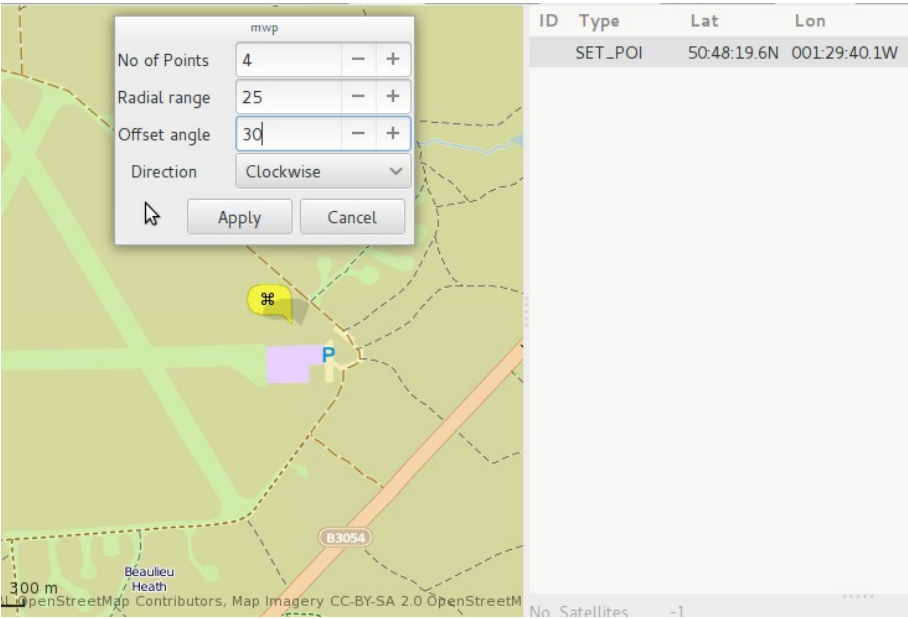 mwp
No of Points 4 − +
Radial range 25 − +
Offset angle 30 − +
Direction Clockwise
Apply Cancel
ID Type Lat Lon
SET_POI 50:48:19.6N 001:29:40.1W
⌘
P
B3054
Beaulieu
Heath
300 m
OpenStreetMap Contributors, Map Imagery CC-BY-SA 2.0 OpenStreetM
No. Satellites -1